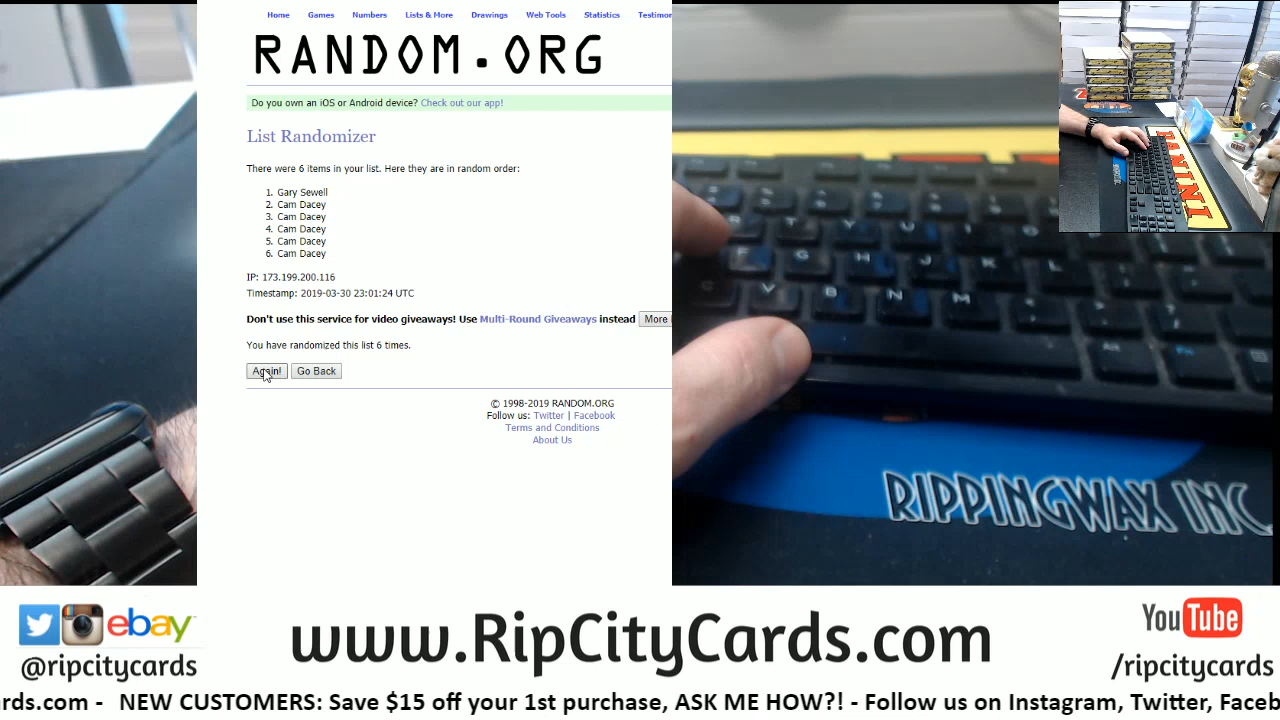 Home Games Numbers Lists & More Drawings Web Tools Statistics Testimon
RANDOM.ORG
Do you own an iOS or Android device? Check out our app!
List Randomizer
There were 6 items in your list. Here they are in random order:
1. Gary Sewell
2. Cam Dacey
3. Cam Dacey
4. Cam Dacey
5. Cam Dacey
6. Cam Dacey
IP: 173.199.200.116
Timestamp: 2019-03-30 23:01:24 UTC
Don't use this service for video giveaways! Use Multi-Round Giveaways instead More
You have randomized this list 6 times.
Again! Go Back
© 1998-2019 RANDOM.ORG
Follow us: Twitter | Facebook
Terms and Conditions
About Us
PANINI
R T Y U I O
G H J K L
C V B N M
RIPPINGWAX INC
ebay
@ripcitycards
www.RipCityCards.com
YouTube
/ripcitycards
rds.com - NEW CUSTOMERS: Save $15 off your 1st purchase, ASK ME HOW?! - Follow us on Instagram, Twitter, Faceb